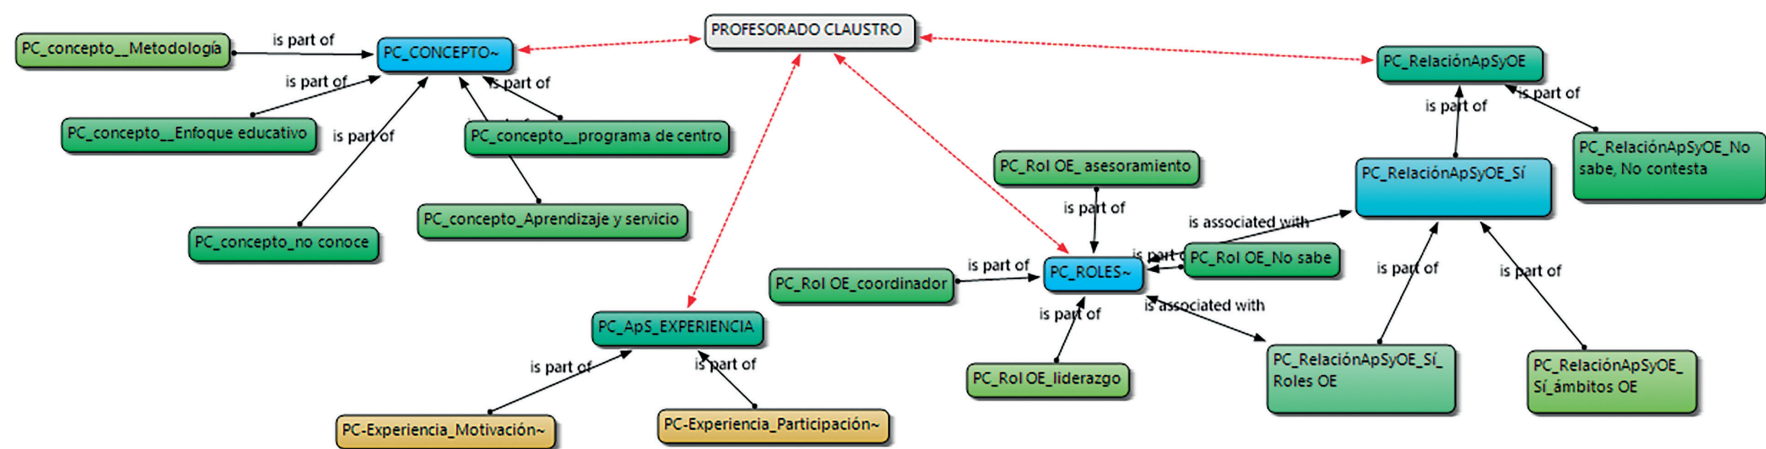 PROFESORADO CLAUSTRO
PC_concepto__Metodología
is part of
PC_CONCEPTO~
is part of
is part of
PC_concepto__Enfoque educativo
is part of
PC_concepto__programa de centro
PC_concepto_Aprendizaje y servicio
PC_concepto_no conoce
PC_ApS_EXPERIENCIA
is part of
is part of
PC-Experiencia_Motivación~
PC-Experiencia_Participación~
PC_Rol OE_ asesoramiento
is part of
is associated with
is part o
PC_Rol OE_No sabe
PC_ROLES~
is part of
PC_Rol OE_coordinador
is part of
is associated with
PC_Rol OE_liderazgo
PC_RelaciónApSyOE
is part of
is part of
PC_RelaciónApSyOE_No
sabe, No contesta
PC_RelaciónApSyOE_Sí
is part of
is part of
PC_RelaciónApSyOE_Sí_
Roles OE
PC_RelaciónApSyOE_
Sí_ámbitos OE